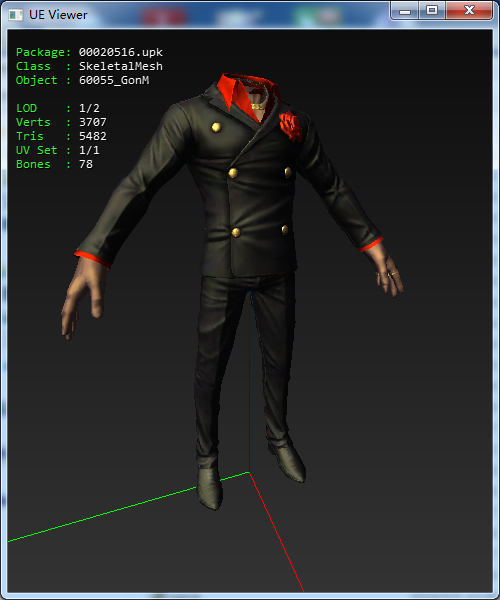 UE Viewer
Package: 00020516.upk
Class : SkeletalMesh
Object : 60055_GonM
LOD : 1/2
Verts : 3707
Tris : 5482
UV Set : 1/1
Bones : 78